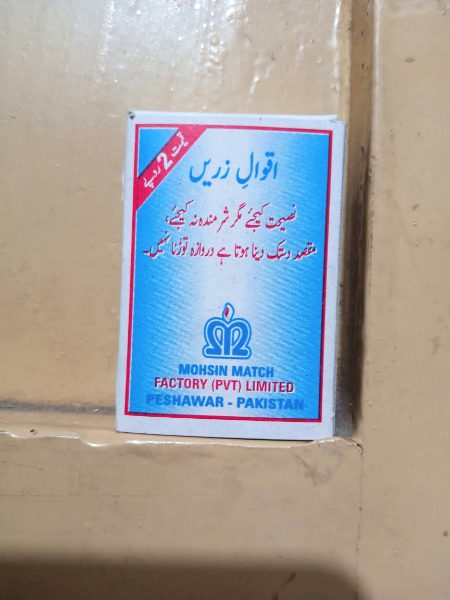 قیمت 2 روپے
اقوالِ زریں
نصیحت کیجئے مگر شرمندہ نہ کیجئے،
مقصد دستک دینا ہوتا ہے دروازہ توڑنا نہیں۔
MOHSIN MATCH
FACTORY (PVT) LIMITED
PESHAWAR - PAKISTAN